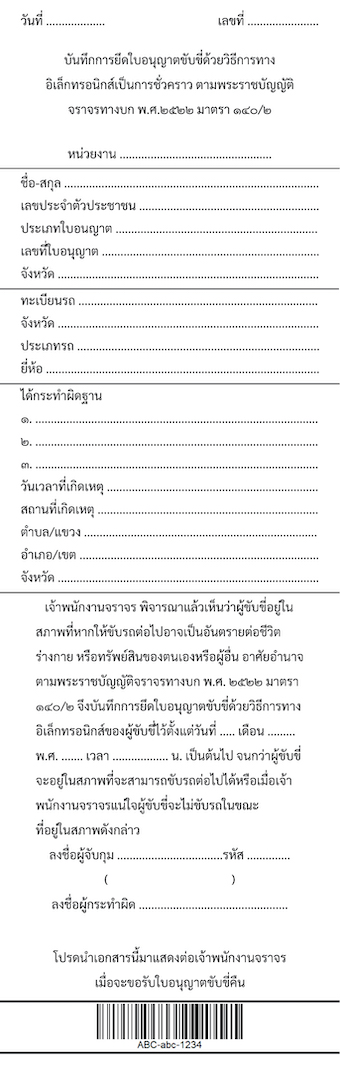 วันที่ ................... เลขที่ .......................
บันทึกการยึดใบอนุญาตขับขี่ด้วยวิธีการทาง
อิเล็กทรอนิกส์เป็นการชั่วคราว ตามพระราชบัญญัติ
จราจรทางบก พ.ศ.๒๕๒๒ มาตรา ๑๔๐/๒
หน่วยงาน ................................................
ชื่อ-สกุล .................................................................................
เลขประจำตัวประชาชน .........................................................
ประเภทใบอนญาต ................................................................
เลขที่ใบอนุญาต .....................................................................
จังหวัด ...................................................................................
ทะเบียนรถ .............................................................................
จังหวัด ...................................................................................
ประเภทรถ .............................................................................
ยี่ห้อ .......................................................................................
ได้กระทำผิดฐาน
๑. ..........................................................................................
๒. ..........................................................................................
๓. ..........................................................................................
วันเวลาที่เกิดเหตุ ...................................................................
สถานที่เกิดเหตุ ......................................................................
ตำบล/แขวง ...........................................................................
อำเภอ/เขต ............................................................................
จังหวัด ...................................................................................
เจ้าพนักงานจราจร พิจารณาแล้วเห็นว่าผู้ขับขี่อยู่ใน
สภาพที่หากให้ขับรถต่อไปอาจเป็นอันตรายต่อชีวิต
ร่างกาย หรือทรัพย์สินของตนเองหรือผู้อื่น อาศัยอำนาจ
ตามพระราชบัญญัติจราจรทางบก พ.ศ. ๒๕๒๒ มาตรา
๑๔๐/๒ จึงบันทึกการยึดใบอนุญาตขับขี่ด้วยวิธีการทาง
อิเล็กทรอนิกส์ของผู้ขับขี่ไว้ตั้งแต่วันที่ ..... เดือน .........
พ.ศ. ....... เวลา .................. น. เป็นต้นไป จนกว่าผู้ขับขี่
จะอยู่ในสภาพที่จะสามารถขับรถต่อไปได้หรือเมื่อเจ้า
พนักงานจราจรแน่ใจผู้ขับขี่จะไม่ขับรถในขณะ
ที่อยู่ในสภาพดังกล่าว
ลงชื่อผู้จับกุม ..................................รหัส ..............
( )
ลงชื่อผู้กระทำผิด ................................................
โปรดนำเอกสารนี้มาแสดงต่อเจ้าพนักงานจราจร
เมื่อจะขอรับใบอนุญาตขับขี่คืน
ABC-abc-1234